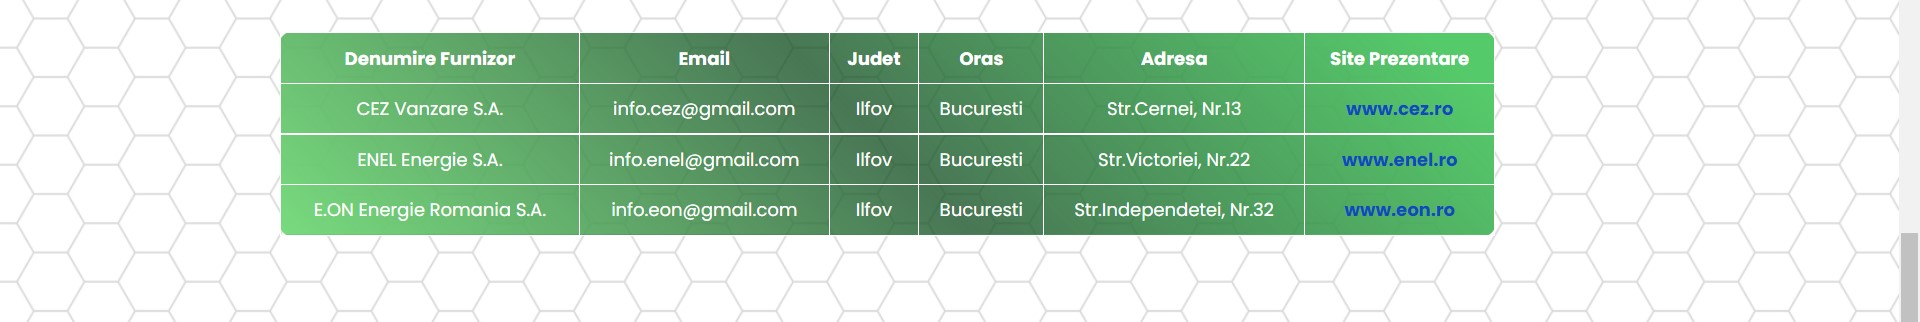 Denumire Furnizor Email Judet Oras Adresa Site Prezentare
CEZ Vanzare S.A. info.cez@gmail.com Ilfov Bucuresti Str.Cernei, Nr.13 www.cez.ro
ENEL Energie S.A. info.enel@gmail.com Ilfov Bucuresti Str.Victoriei, Nr.22 www.enel.ro
E.ON Energie Romania S.A. info.eon@gmail.com Ilfov Bucuresti Str.Independetei, Nr.32 www.eon.ro